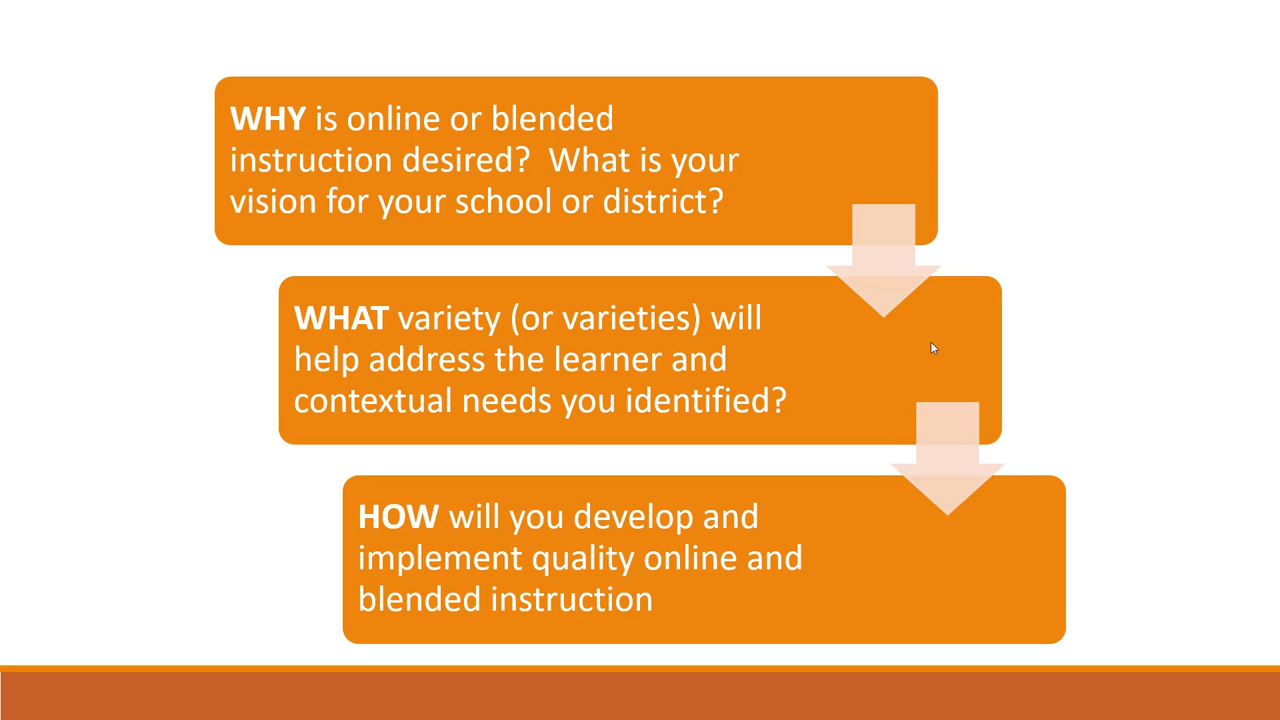 WHY is online or blended
instruction desired?  What is your
vision for your school or district?
WHAT variety (or varieties) will
help address the learner and
contextual needs you identified?
HOW will you develop and
implement quality online and
blended instruction